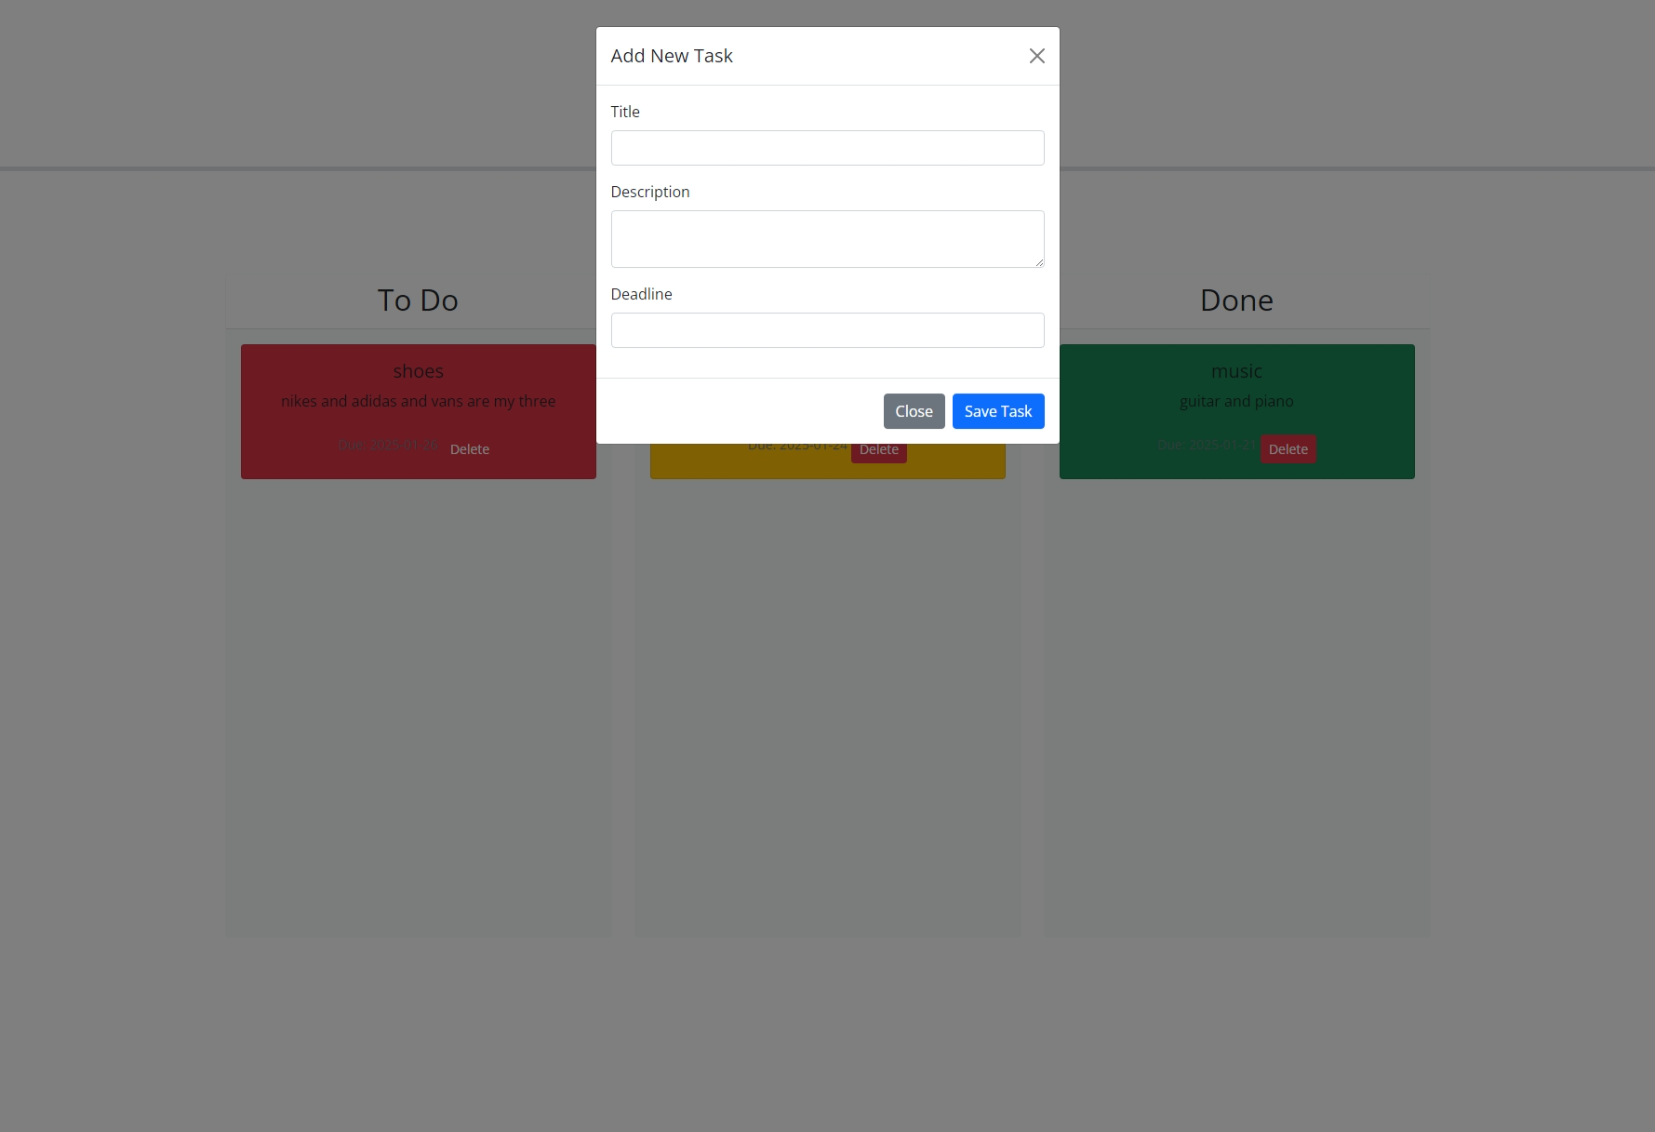 Add New Task
Title
Description
Deadline
Close
Save Task
To Do
shoes
nikes and adidas and vans are my three
Due: 2025-01-26
Delete
Due: 2025-01-24
Delete
Done
music
guitar and piano
Due: 2025-01-21
Delete